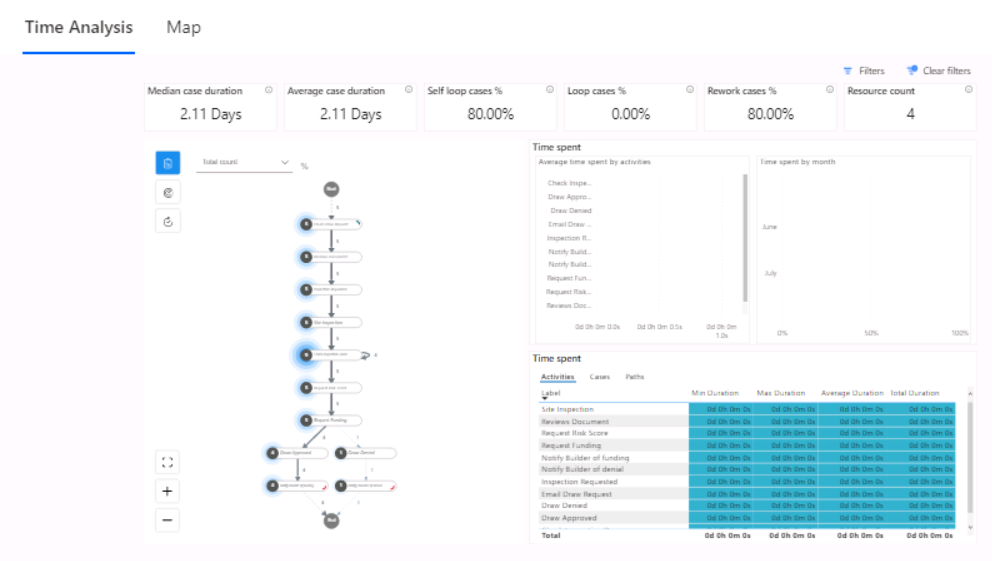 Time Analysis Map
Filters Clear filters
Median case duration Average case duration Self loop cases % Loop cases % Rework cases % Resource count
2.11 Days 2.11 Days 80.00% 0.00% 80.00% 4
Total count %
Start
5
5
5
5
Site Inspection
5
5
5
Request Funding
4 1
Draw Approved Draw Denied
4 1
4 1
End
Time spent
Average time spent by activities
Check Inspe...
Draw Appro...
Draw Denied
Email Draw ...
Inspection R...
Notify Build...
Notify Build...
Request Fun...
Request Risk...
Reviews Doc...
0d 0h 0m 0.0s 0d 0h 0m 0.5s 0d 0h 0m
1.0s
Time spent by month
June
July
0% 50% 100%
Time spent
Activities Cases Paths
Label Min Duration Max Duration Average Duration Total Duration
Site Inspection 0d 0h 0m 0s 0d 0h 0m 0s 0d 0h 0m 0s 0d 0h 0m 0s
Reviews Document 0d 0h 0m 0s 0d 0h 0m 0s 0d 0h 0m 0s 0d 0h 0m 0s
Request Risk Score 0d 0h 0m 0s 0d 0h 0m 0s 0d 0h 0m 0s 0d 0h 0m 0s
Request Funding 0d 0h 0m 0s 0d 0h 0m 0s 0d 0h 0m 0s 0d 0h 0m 0s
Notify Builder of funding 0d 0h 0m 0s 0d 0h 0m 0s 0d 0h 0m 0s 0d 0h 0m 0s
Notify Builder of denial 0d 0h 0m 0s 0d 0h 0m 0s 0d 0h 0m 0s 0d 0h 0m 0s
Inspection Requested 0d 0h 0m 0s 0d 0h 0m 0s 0d 0h 0m 0s 0d 0h 0m 0s
Email Draw Request 0d 0h 0m 0s 0d 0h 0m 0s 0d 0h 0m 0s 0d 0h 0m 0s
Draw Denied 0d 0h 0m 0s 0d 0h 0m 0s 0d 0h 0m 0s 0d 0h 0m 0s
Draw Approved 0d 0h 0m 0s 0d 0h 0m 0s 0d 0h 0m 0s 0d 0h 0m 0s
Total 0d 0h 0m 0s 0d 0h 0m 0s 0d 0h 0m 0s 0d 0h 0m 0s